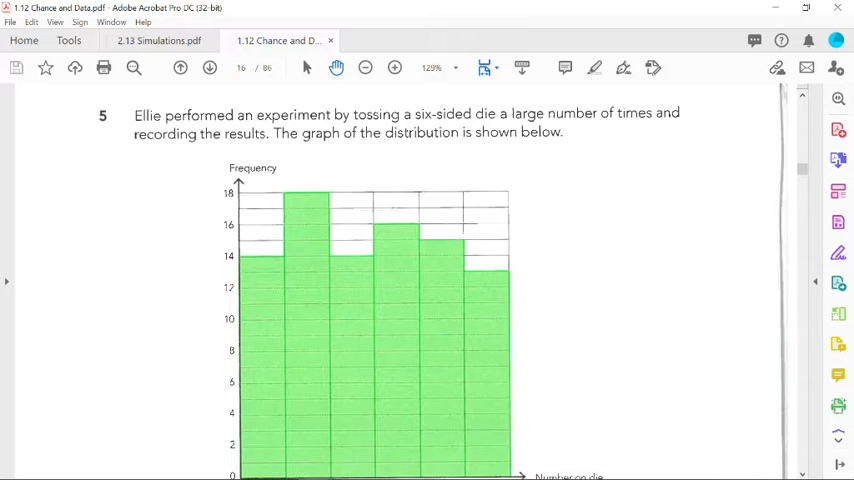 1.12 Chance and Data.pdf - Adobe Acrobat Pro DC (32-bit)
File Edit View Sign Window Help
Home Tools 2.13 Simulations.pdf 1.12 Chance and D... ×
16 / 86 129%
5 Ellie performed an experiment by tossing a six-sided die a large number of times and
recording the results. The graph of the distribution is shown below.
Frequency
18
16
14
12
10
8
6
4
2
0
Number on die